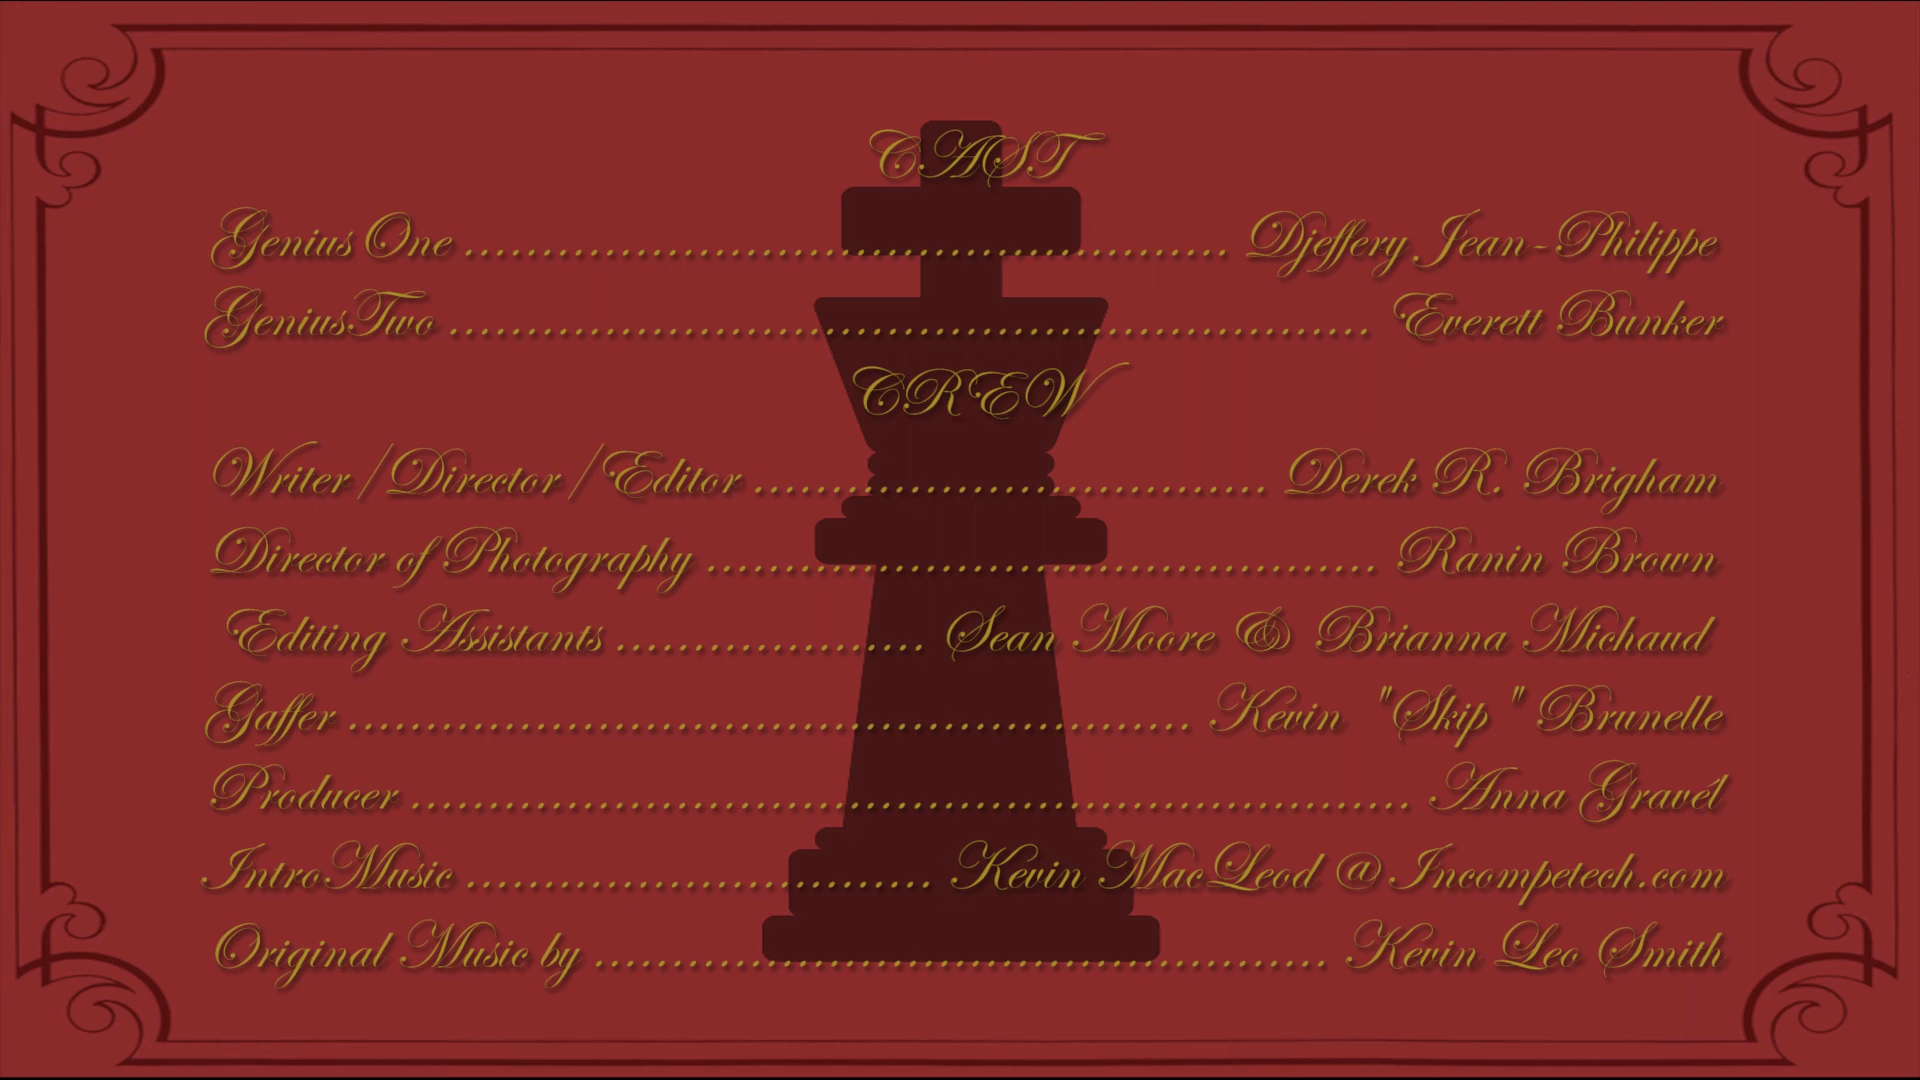 CAST
Genius One ........................................................... Djeffery Jean-Philippe
GeniusTwo ....................................................................... Everett Bunker
CREW
Writer/Director/Editor ....................................... Derek R. Brigham
Director of Photography .................................................... Ranin Brown
Editing Assistants ........................ Sean Moore & Brianna Michaud
Gaffer ................................................................. Kevin "Skip" Brunelle
Producer ............................................................................. Anna Gravél
IntroMusic .................................... Kevin MacLeod @Incompetech.com
Original Music by ......................................................... Kevin Leo Smith